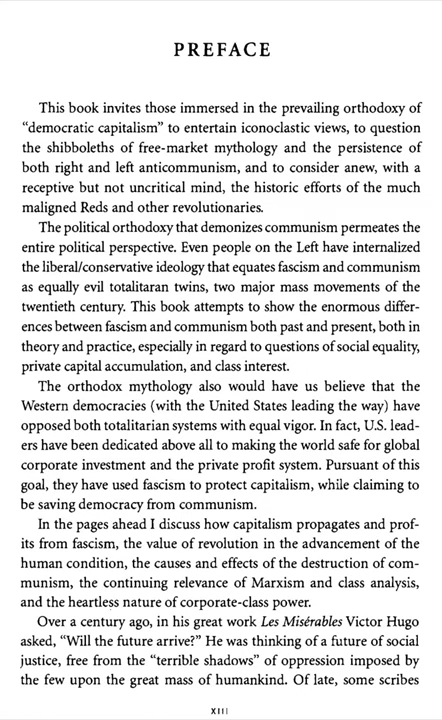 PREFACE
This book invites those immersed in the prevailing orthodoxy of
“democratic capitalism” to entertain iconoclastic views, to question
the shibboleths of free-market mythology and the persistence of
both right and left anticommunism, and to consider anew, with a
receptive but not uncritical mind, the historic efforts of the much
maligned Reds and other revolutionaries.
The political orthodoxy that demonizes communism permeates the
entire political perspective. Even people on the Left have internalized
the liberal/conservative ideology that equates fascism and communism
as equally evil totalitaran twins, two major mass movements of the
twentieth century. This book attempts to show the enormous differ-
ences between fascism and communism both past and present, both in
theory and practice, especially in regard to questions of social equality,
private capital accumulation, and class interest.
The orthodox mythology also would have us believe that the
Western democracies (with the United States leading the way) have
opposed both totalitarian systems with equal vigor. In fact, U.S. lead-
ers have been dedicated above all to making the world safe for global
corporate investment and the private profit system. Pursuant of this
goal, they have used fascism to protect capitalism, while claiming to
be saving democracy from communism.
In the pages ahead I discuss how capitalism propagates and prof-
its from fascism, the value of revolution in the advancement of the
human condition, the causes and effects of the destruction of com-
munism, the continuing relevance of Marxism and class analysis,
and the heartless nature of corporate-class power.
Over a century ago, in his great work Les Misérables Victor Hugo
asked, “Will the future arrive?” He was thinking of a future of social
justice, free from the “terrible shadows” of oppression imposed by
the few upon the great mass of humankind. Of late, some scribes
XIII